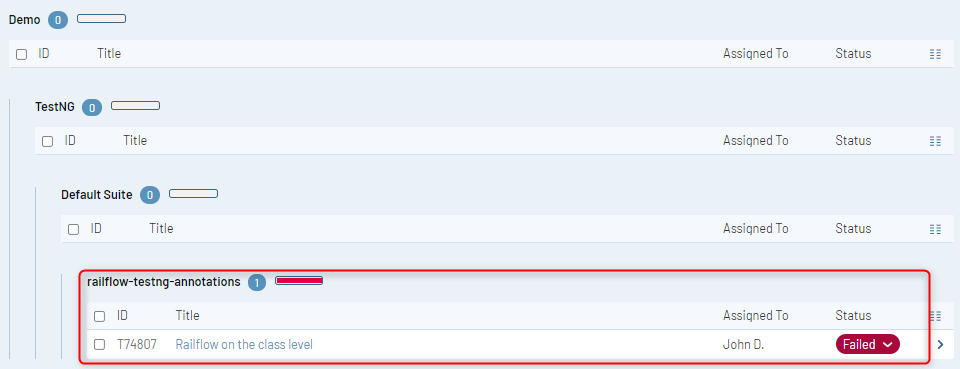 Demo 0
ID Title Assigned To Status
TestNG 0
ID Title Assigned To Status
Default Suite 0
ID Title Assigned To Status
railflow-testng-annotations 1
ID Title Assigned To Status
T74807 Railflow on the class level John D. Failed